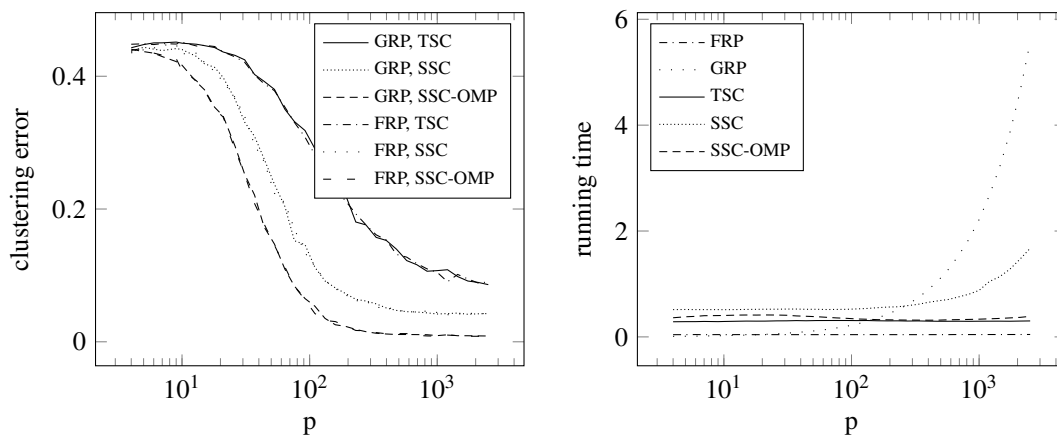 GRP, TSC
GRP, SSC
GRP, SSC-OMP
FRP, TSC
FRP, SSC
FRP, SSC-OMP
0.4
0.2
0
clustering error
10^1
10^2
10^3
p
FRP
GRP
TSC
SSC
SSC-OMP
6
4
2
0
running time
10^1
10^2
10^3
p